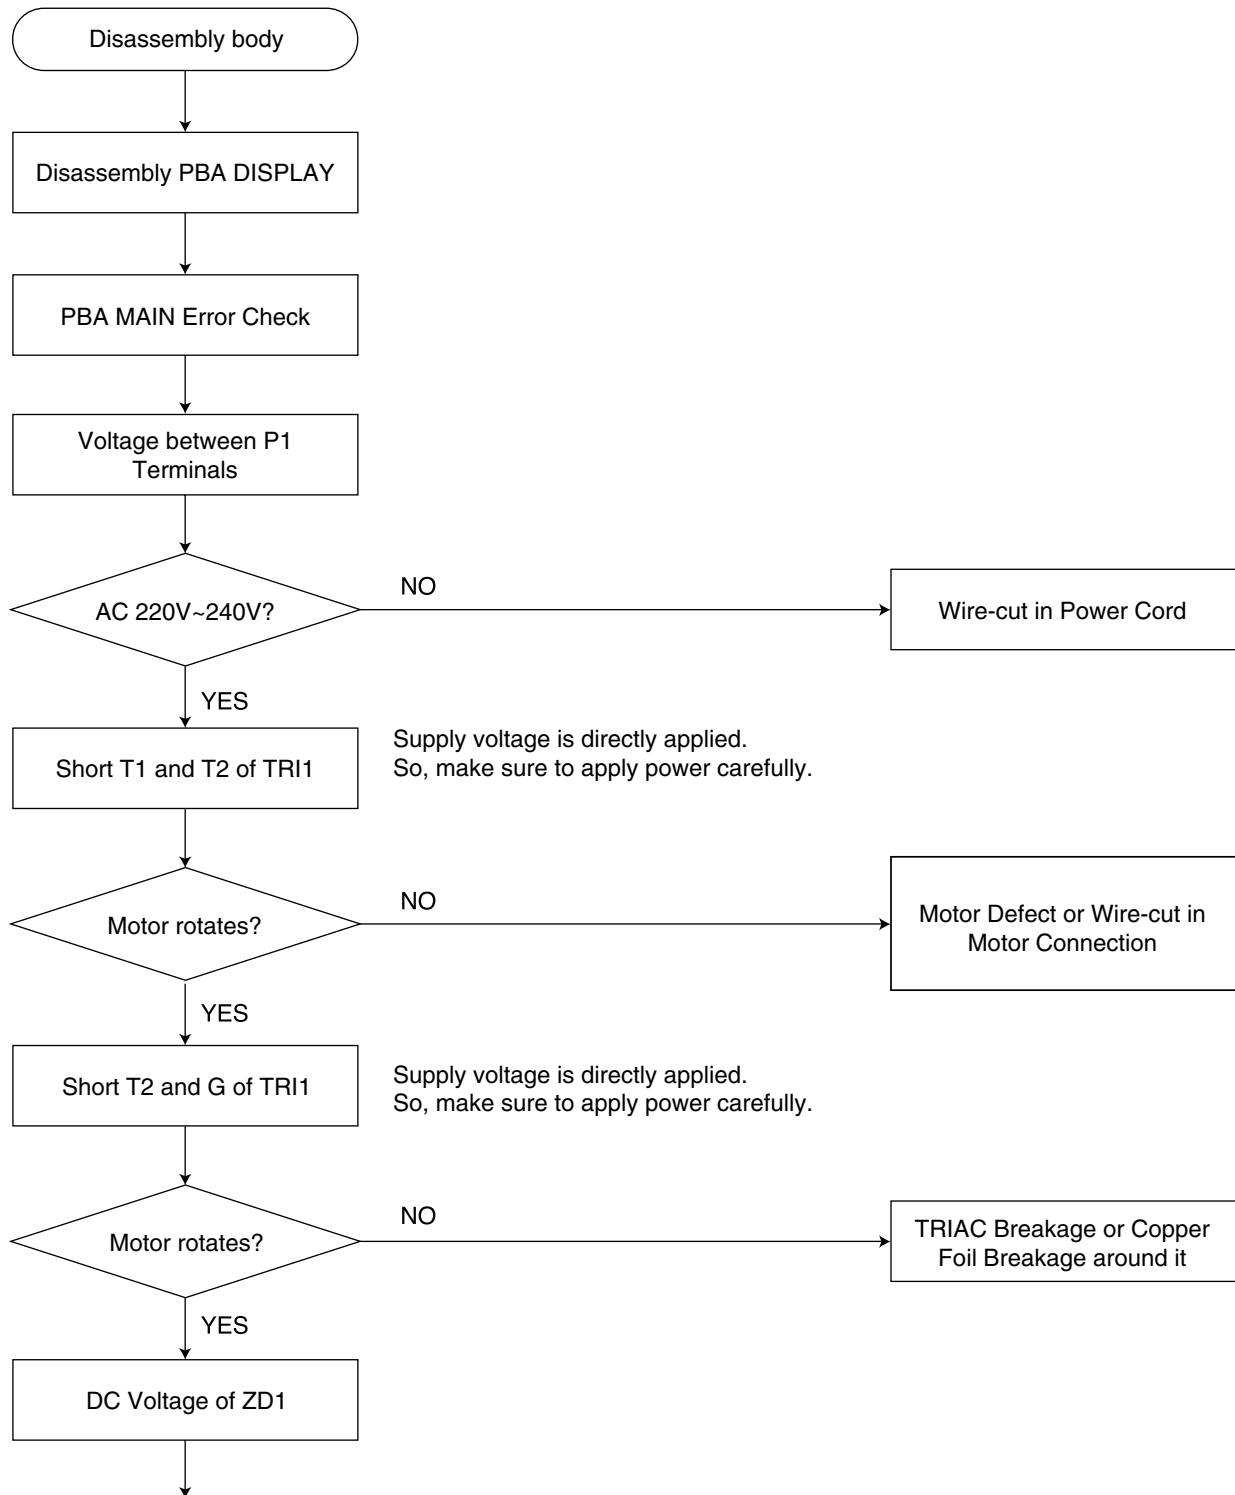 Disassembly body
Disassembly PBA DISPLAY
PBA MAIN Error Check
Voltage between P1
Terminals
AC 220V~240V?
NO
Wire-cut in Power Cord
YES
Short T1 and T2 of TRI1
Supply voltage is directly applied.
So, make sure to apply power carefully.
Motor rotates?
NO
Motor Defect or Wire-cut in
Motor Connection
YES
Short T2 and G of TRI1
Supply voltage is directly applied.
So, make sure to apply power carefully.
Motor rotates?
NO
TRIAC Breakage or Copper
Foil Breakage around it
YES
DC Voltage of ZD1